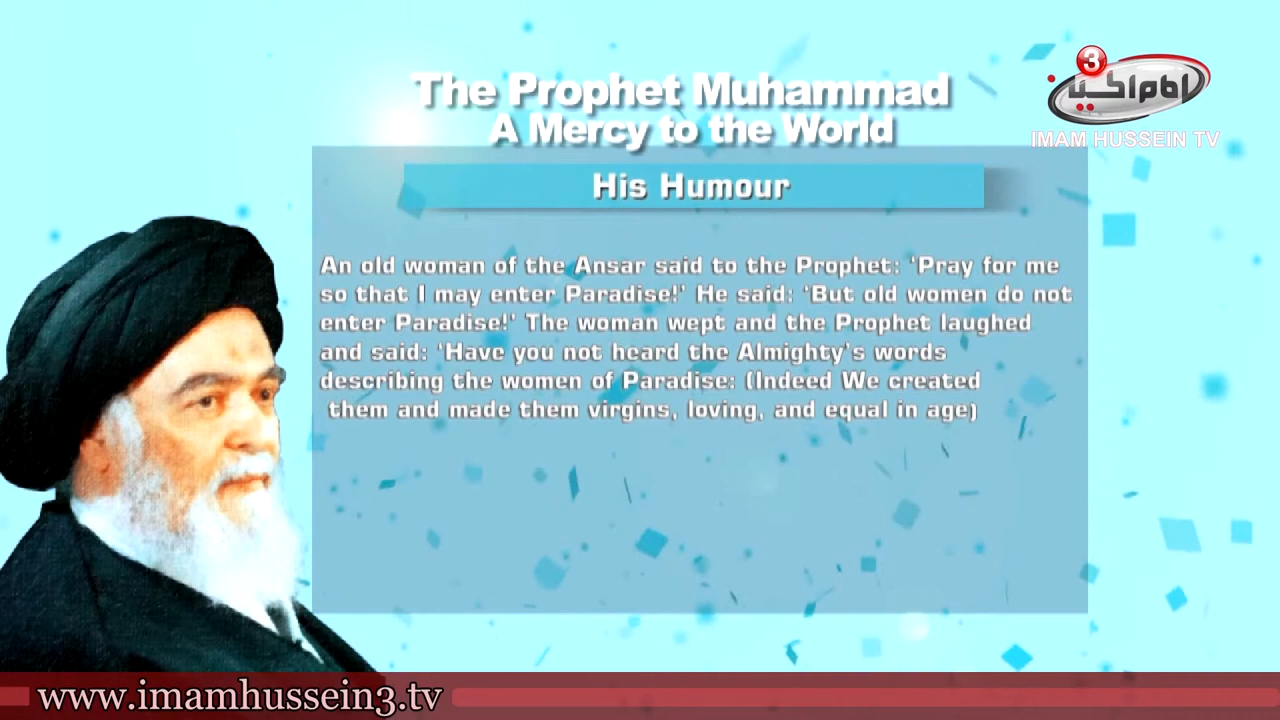 The Prophet Muhammad
A Mercy to the World
3
IMAM HUSSEIN TV
His Humour
An old woman of the Ansar said to the Prophet: ‘Pray for me
so that I may enter Paradise!’ He said: ‘But old women do not
enter Paradise!’ The woman wept and the Prophet laughed
and said: ‘Have you not heard the Almighty’s words
describing the women of Paradise: (Indeed We created
them and made them virgins, loving, and equal in age)
www.imamhussein3.tv